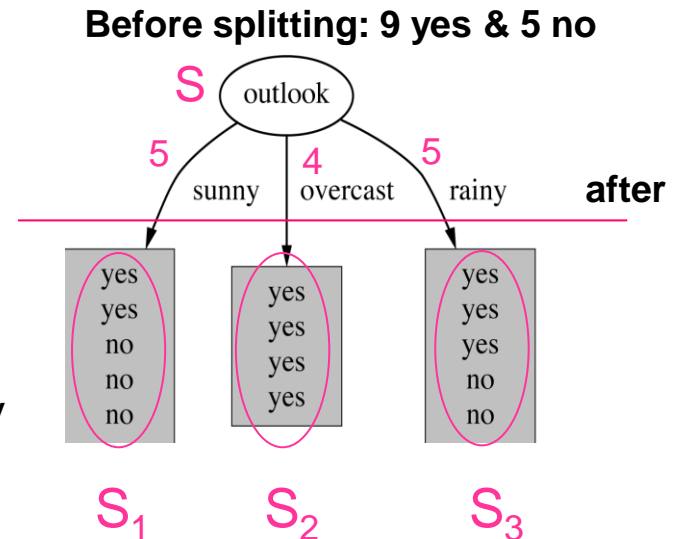 Before splitting: 9 yes & 5 no
S
outlook
5
4
5
sunny
overcast
rainy
after
yes
yes
no
no
no
yes
yes
yes
yes
yes
yes
yes
no
no
S₁
S₂
S₃